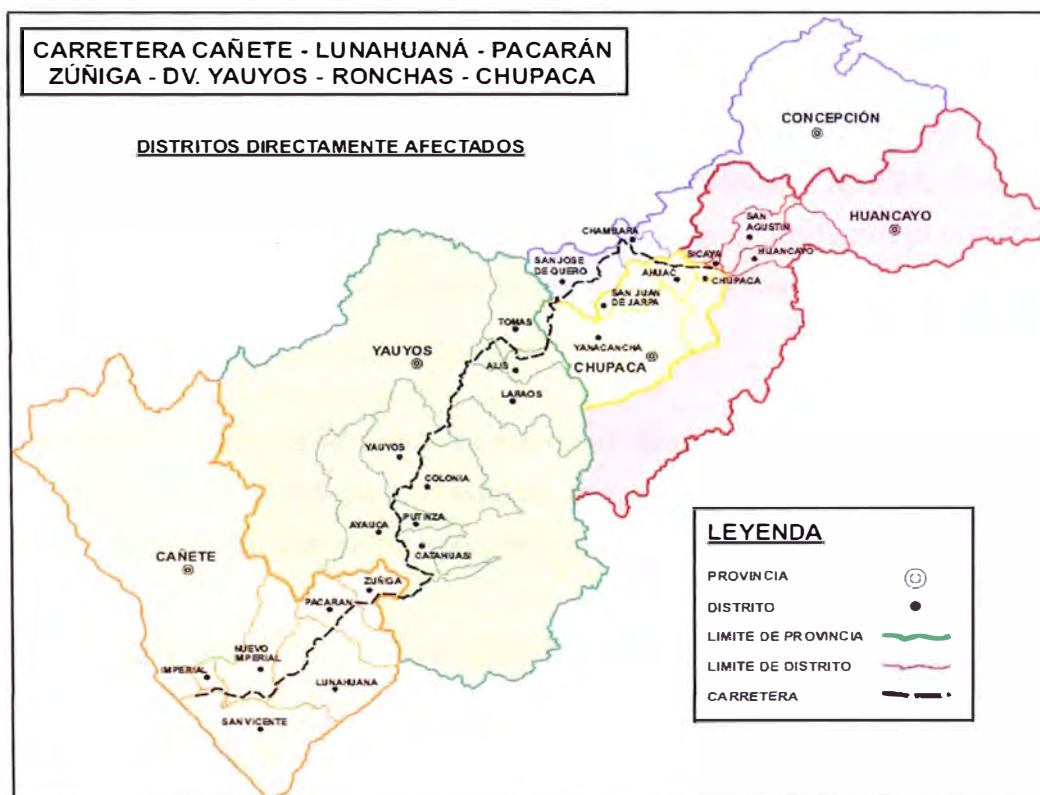 CARRETERA CAÑETE - LUNAHUANÁ - PACARÁN
ZÚÑIGA - DV. YAUYOS - RONCHAS - CHUPACA
DISTRITOS DIRECTAMENTE AFECTADOS
CONCEPCIÓN
HUANCAYO
SAN
AGUSTIN
CHAMBARA
HUANCAYO
SICAYA
SAN JOSE
DE QUERO
AHUAC
CHUPACA
SAN JUAN
DE JARPA
TOMAS
YANACANCHA
YAUYOS
CHUPACA
ALIS
LARAOS
YAUYOS
COLONIA
PUTINZA
AYAUCA
CATAHUASI
CAÑETE
ZUÑIGA
PACARAN
NUEVO
IMPERIAL
IMPERIAL
LUNAHUANA
SAN VICENTE
LEYENDA
PROVINCIA
DISTRITO
LIMITE DE PROVINCIA
LIMITE DE DISTRITO
CARRETERA